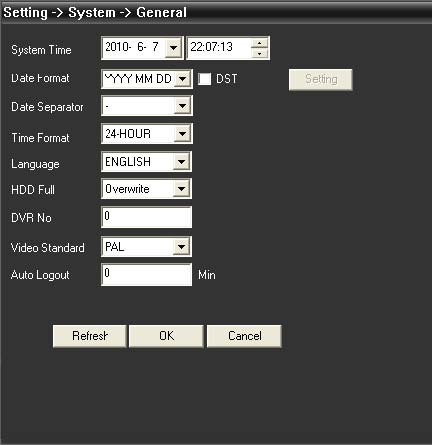 Setting -> System -> General
System Time 2010- 6- 7 22:07:13
Date Format YYYY MM DD DST Setting
Date Separator -
Time Format 24-HOUR
Language ENGLISH
HDD Full Overwrite
DVR No 0
Video Standard PAL
Auto Logout 0 Min
Refresh OK Cancel